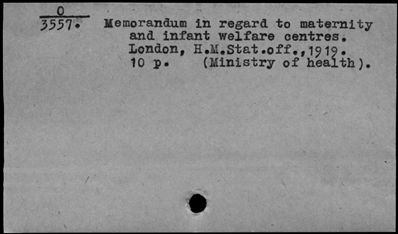 O
3557.
Memorandum in regard to maternity
and infant welfare centres.
London, H.M.Stat.off.,1919.
10 p. (Ministry of health).